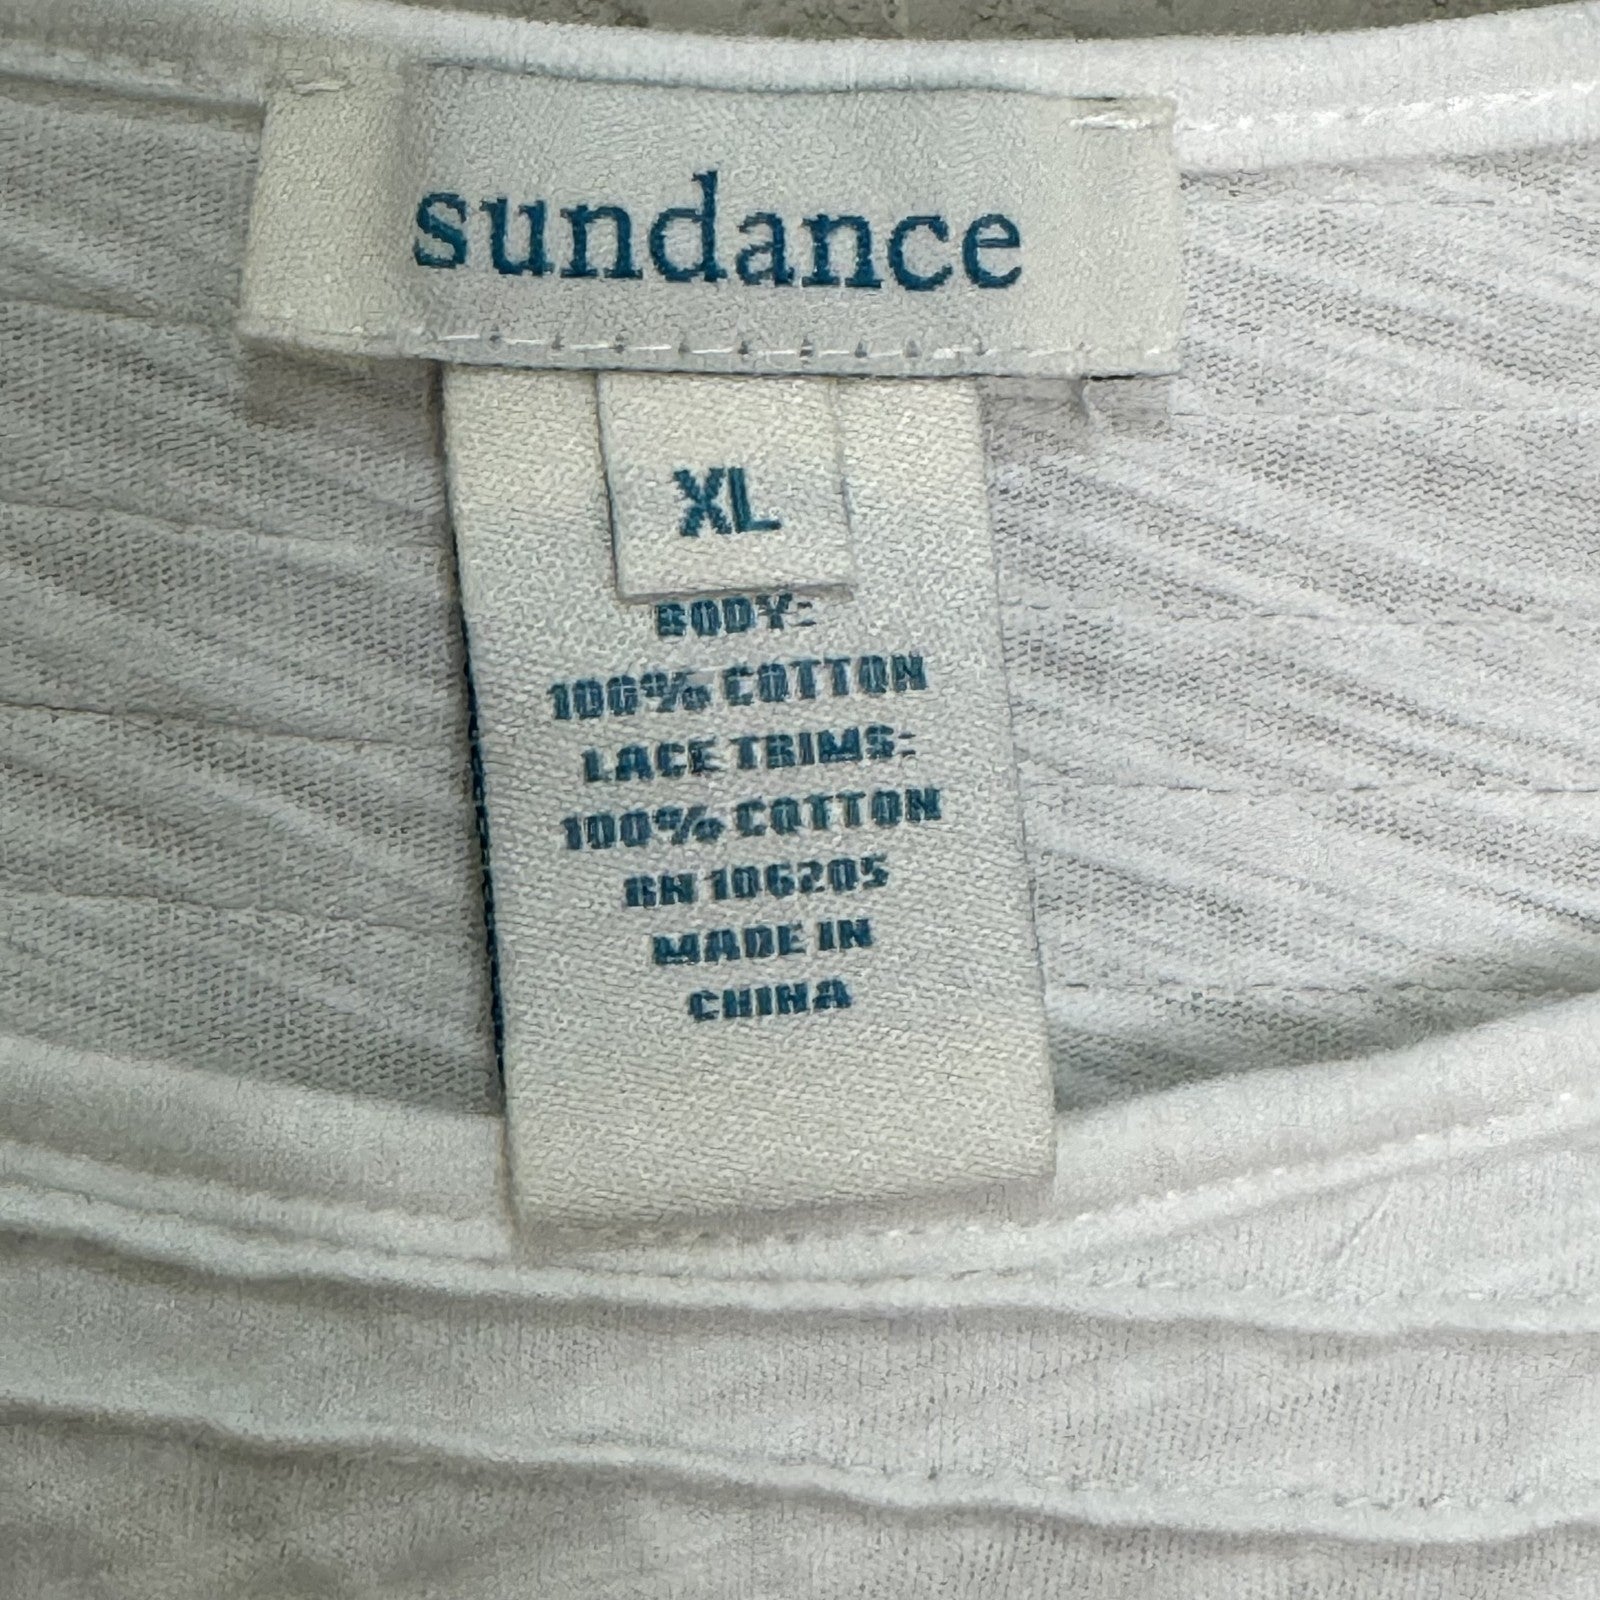 sundance
XL
BODY:
100% COTTON
LACE TRIMS:
100% COTTON
RN 106205
MADE IN
CHINA